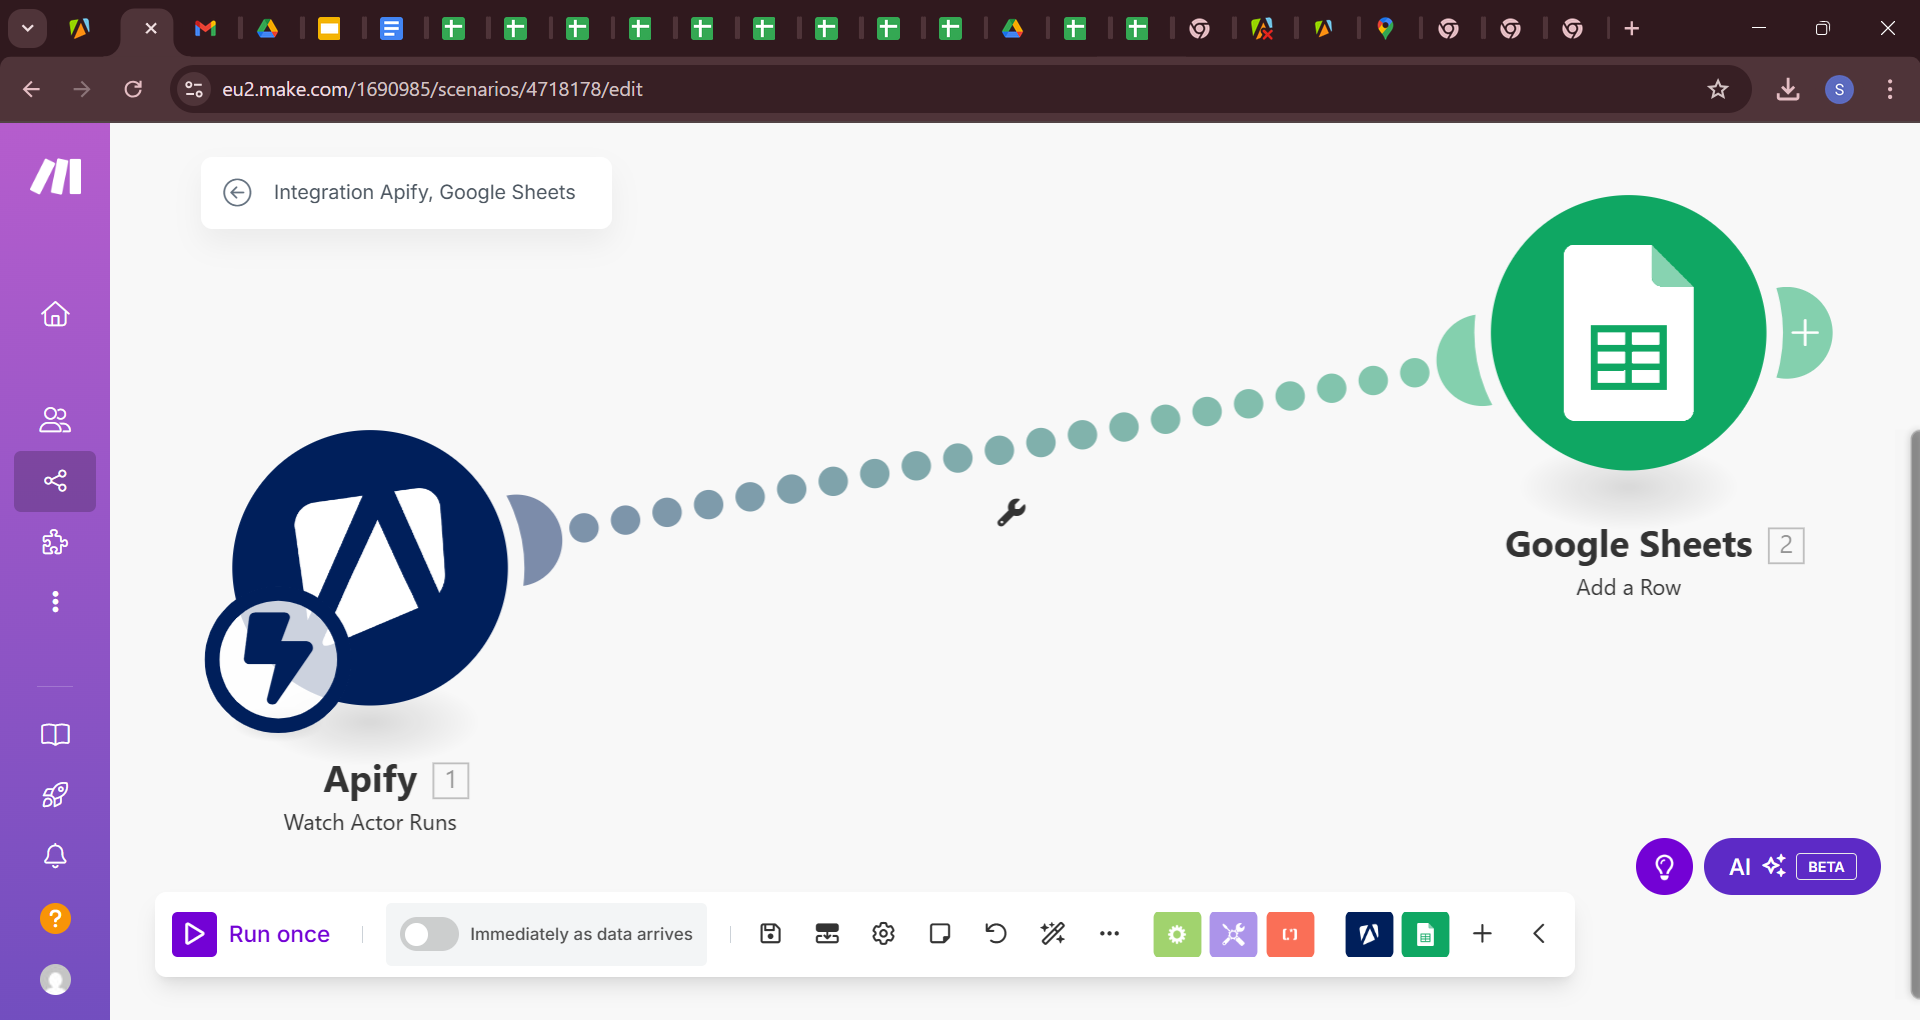 eu2.make.com/1690985/scenarios/4718178/edit
S
Integration Apify, Google Sheets
Google Sheets 2
Add a Row
Apify 1
Watch Actor Runs
AI BETA
?
Run once
Immediately as data arrives